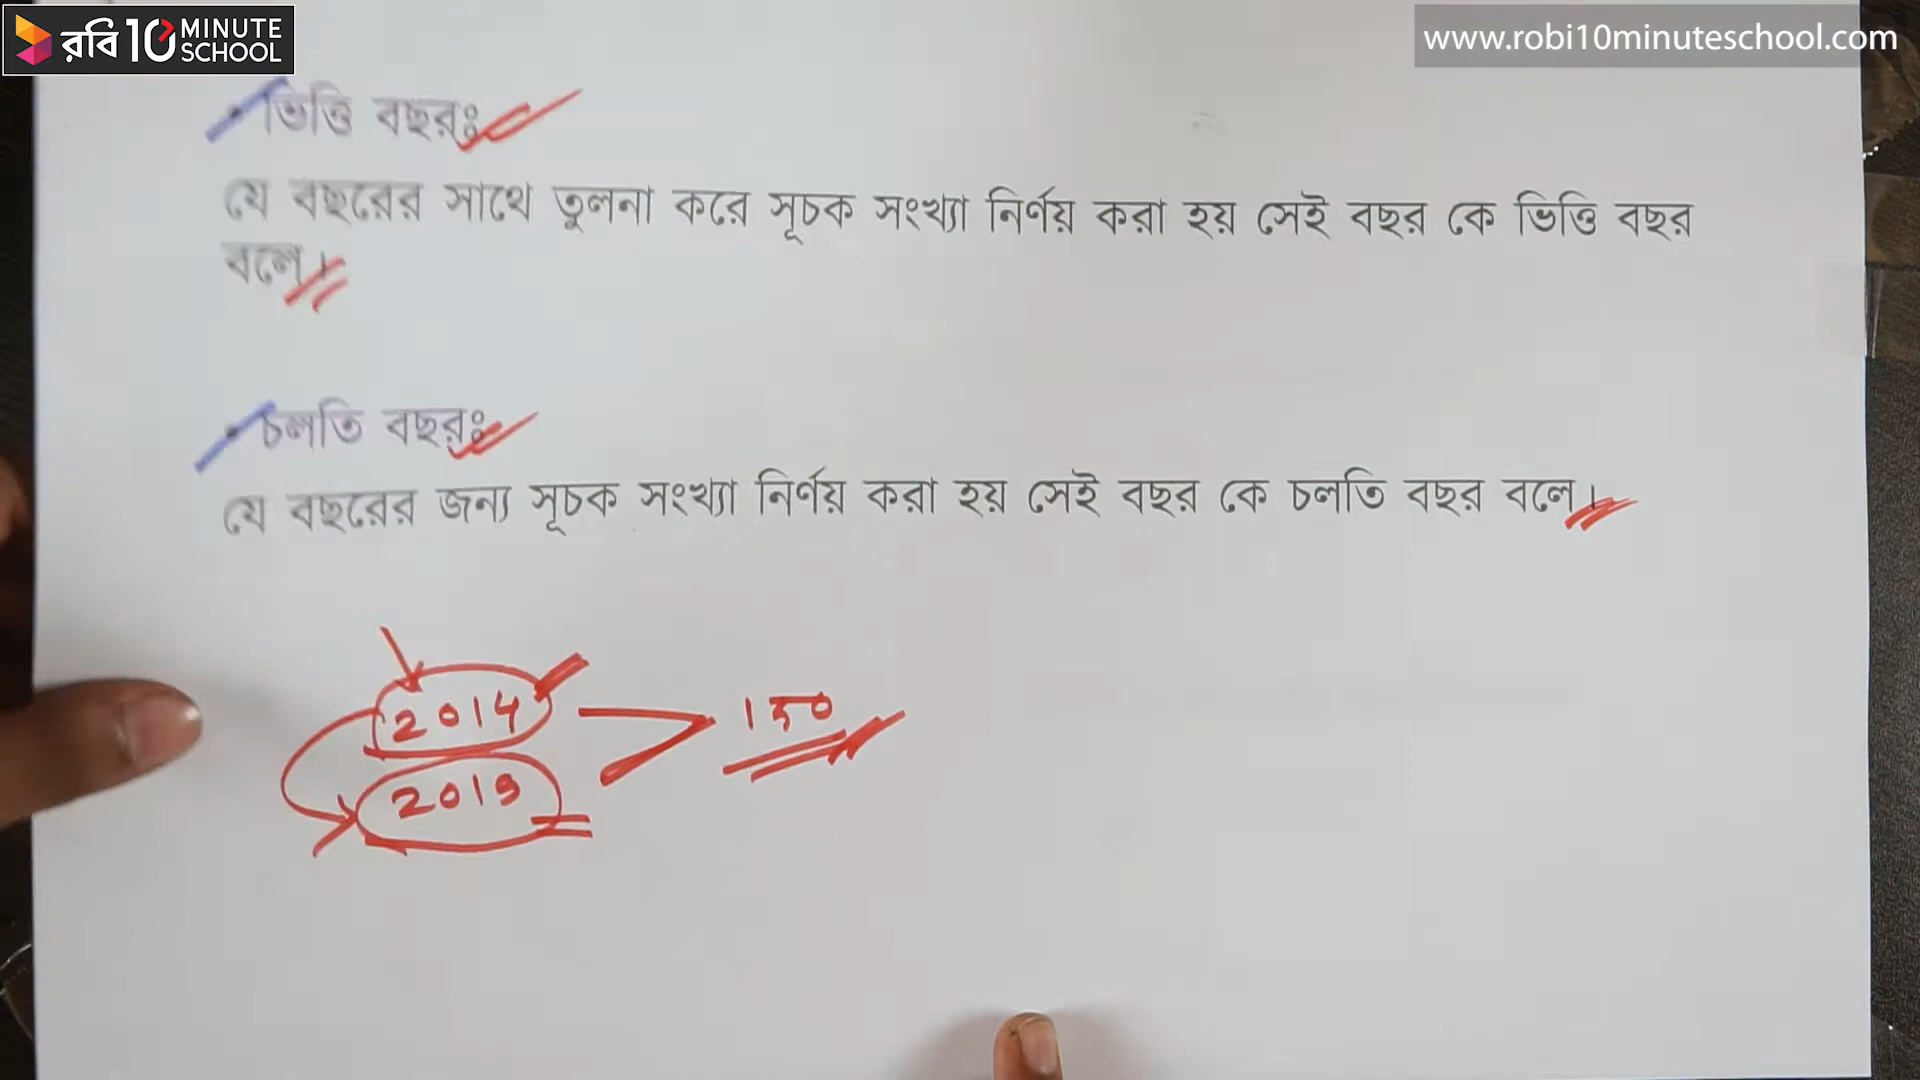 রবি 10 MINUTE SCHOOL
www.robi10minuteschool.com
• ভিত্তি বছরঃ
যে বছরের সাথে তুলনা করে সূচক সংখ্যা নির্ণয় করা হয় সেই বছর কে ভিত্তি বছর
বলে।
• চলতি বছরঃ
যে বছরের জন্য সূচক সংখ্যা নির্ণয় করা হয় সেই বছর কে চলতি বছর বলে।
2014
150
2019